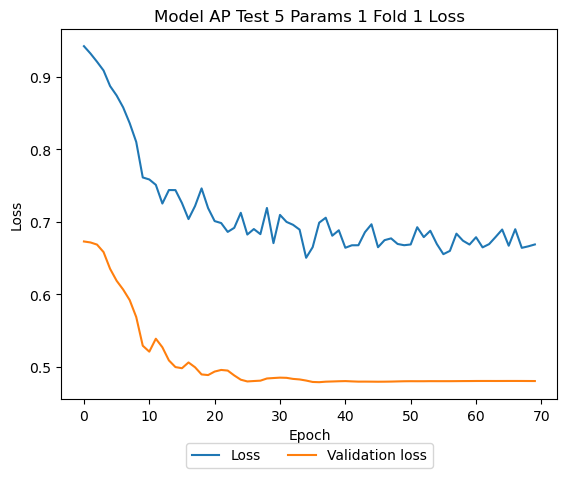 Model AP Test 5 Params 1 Fold 1 Loss
0.9
0.8
0.7
0.6
0.5
Loss
0 10 20 30 40 50 60 70
Epoch
Loss Validation loss